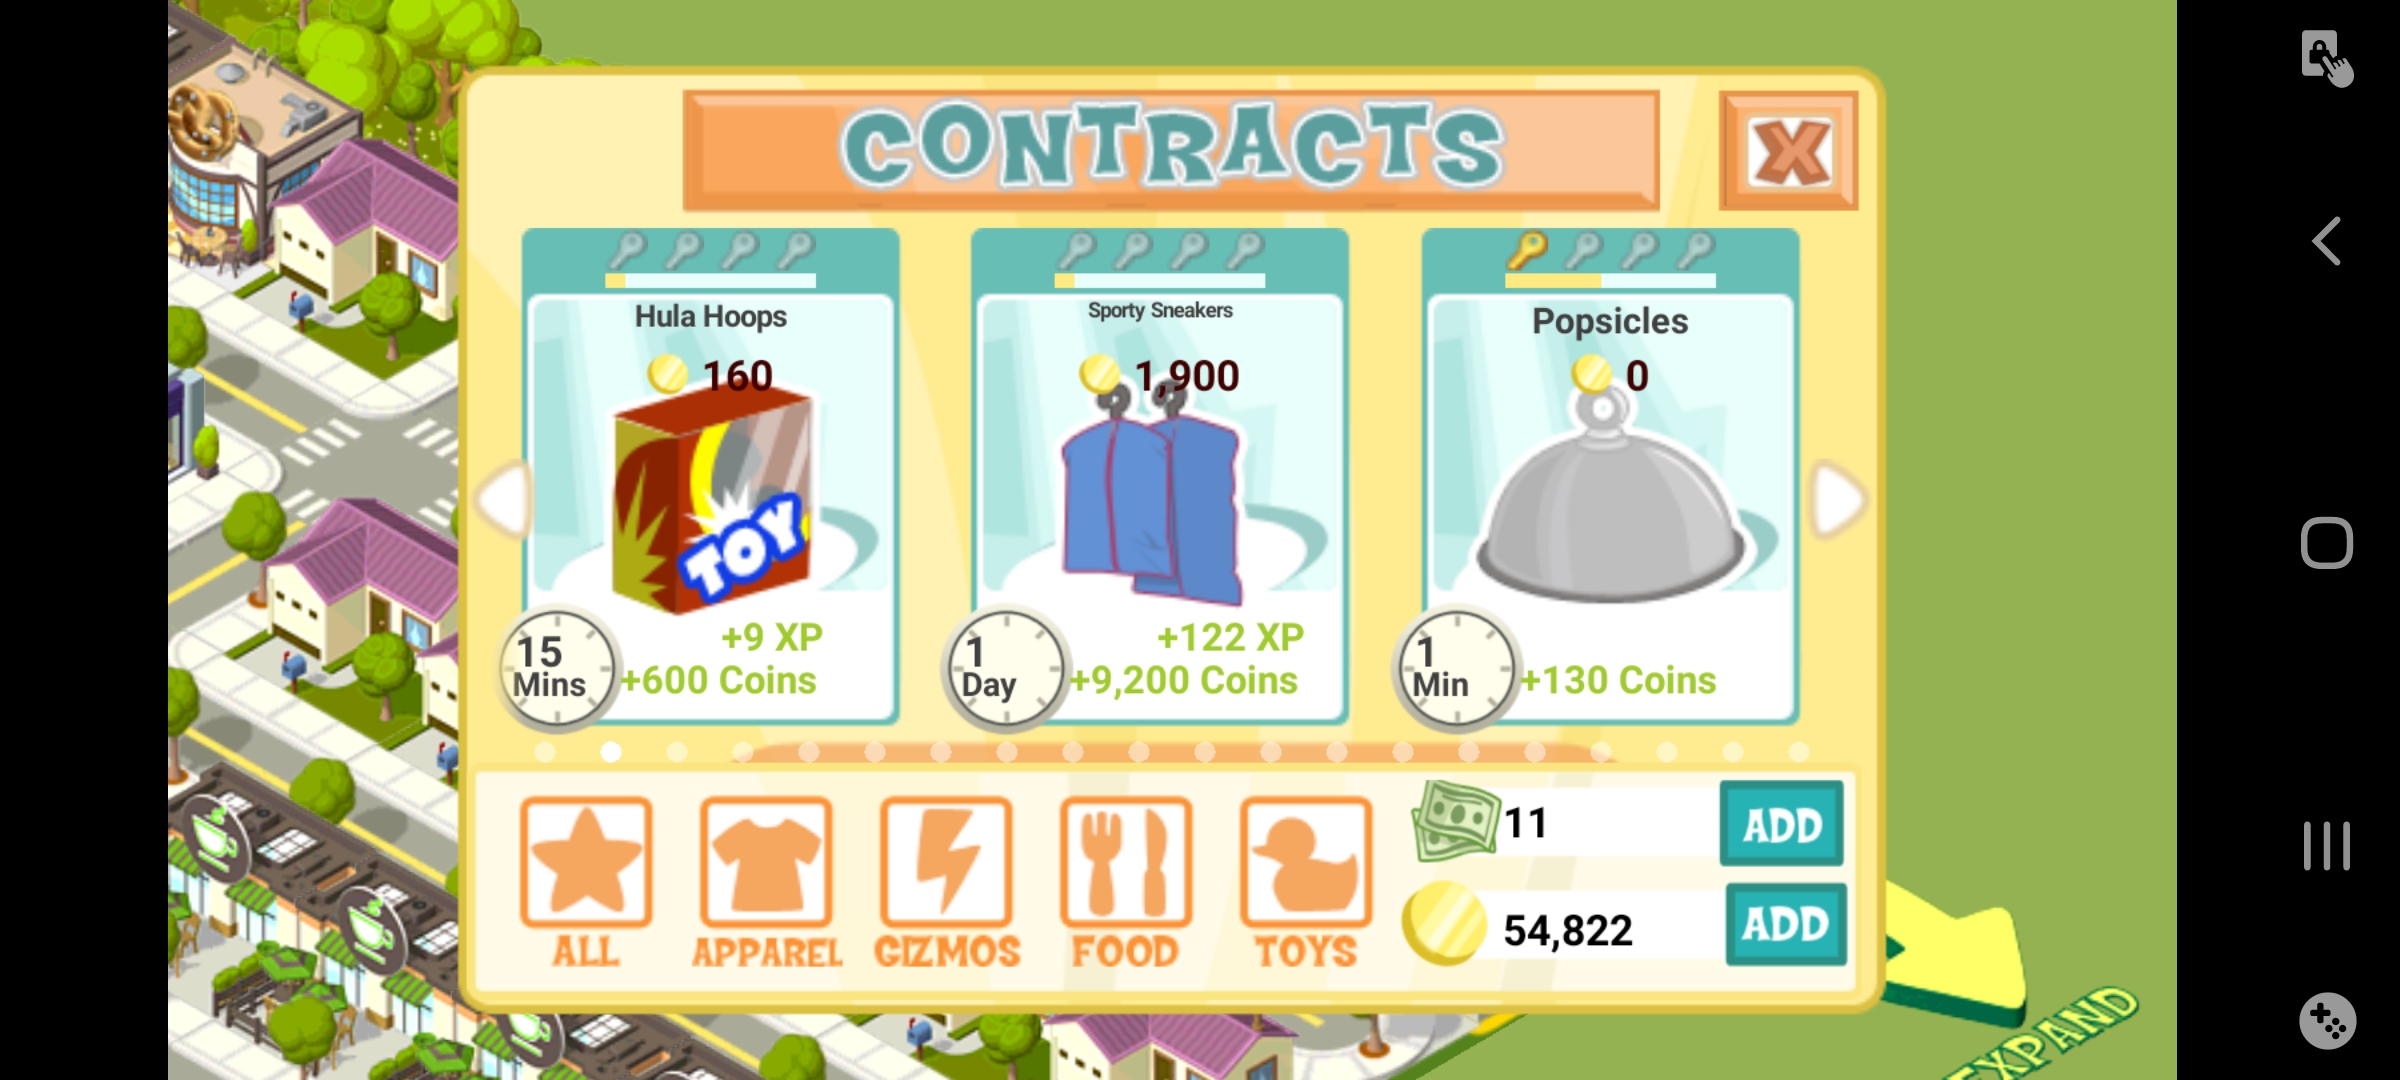 CONTRACTS
X
Hula Hoops
160
TOY
15
Mins
+9 XP
+600 Coins
Sporty Sneakers
1,900
1
Day
+122 XP
+9,200 Coins
Popsicles
0
1
Min
+130 Coins
ALL
APPAREL
GIZMOS
FOOD
TOYS
11
ADD
54,822
ADD
EXPAND